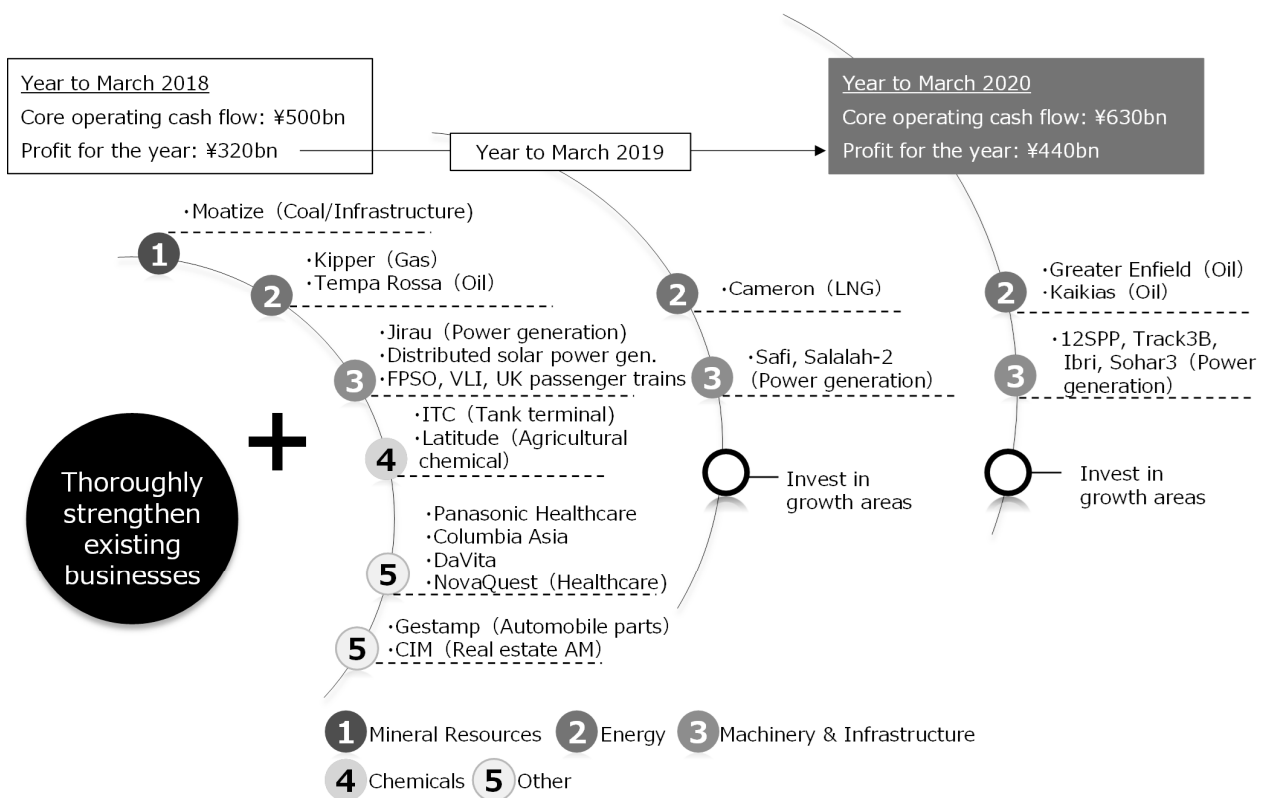 Year to March 2018
Core operating cash flow: ¥500bn
Profit for the year: ¥320bn
Year to March 2019
Year to March 2020
Core operating cash flow: ¥630bn
Profit for the year: ¥440bn
・Moatize（Coal/Infrastructure)
1
・Kipper（Gas）
・Tempa Rossa（Oil）
2
・Jirau（Power generation）
・Distributed solar power gen.
・FPSO, VLI, UK passenger trains
3
・ITC（Tank terminal）
・Latitude（Agricultural
chemical）
4
・Panasonic Healthcare
・Columbia Asia
・DaVita
・NovaQuest（Healthcare）
5
・Gestamp（Automobile parts）
・CIM（Real estate AM）
5
Thoroughly
strengthen
existing
businesses
+
2
・Cameron（LNG）
3
・Safi, Salalah-2
（Power generation）
Invest in
growth areas
2
・Greater Enfield（Oil）
・Kaikias（Oil）
3
・12SPP, Track3B,
Ibri, Sohar3（Power
generation）
Invest in
growth areas
1 Mineral Resources 2 Energy 3 Machinery & Infrastructure
4 Chemicals 5 Other